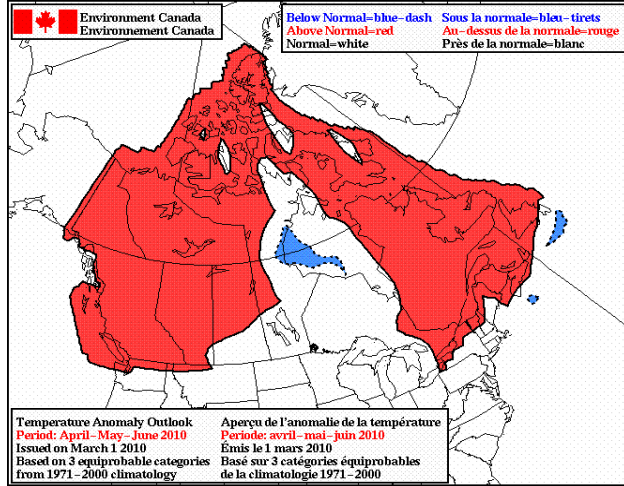 Environment Canada
Environnement Canada
Below Normal=blue-dash Sous la normale=bleu-tirets
Above Normal=red Au-dessus de la normale=rouge
Normal=white Près de la normale=blanc
Temperature Anomaly Outlook
Period: April-May-June 2010
Issued on March 1 2010
Based on 3 equiprobable categories
from 1971-2000 climatology
Aperçu de l'anomalie de la température
Periode: avril-mai-juin 2010
Émis le 1 mars 2010
Basé sur 3 catégories équiprobables
de la climatologie 1971-2000